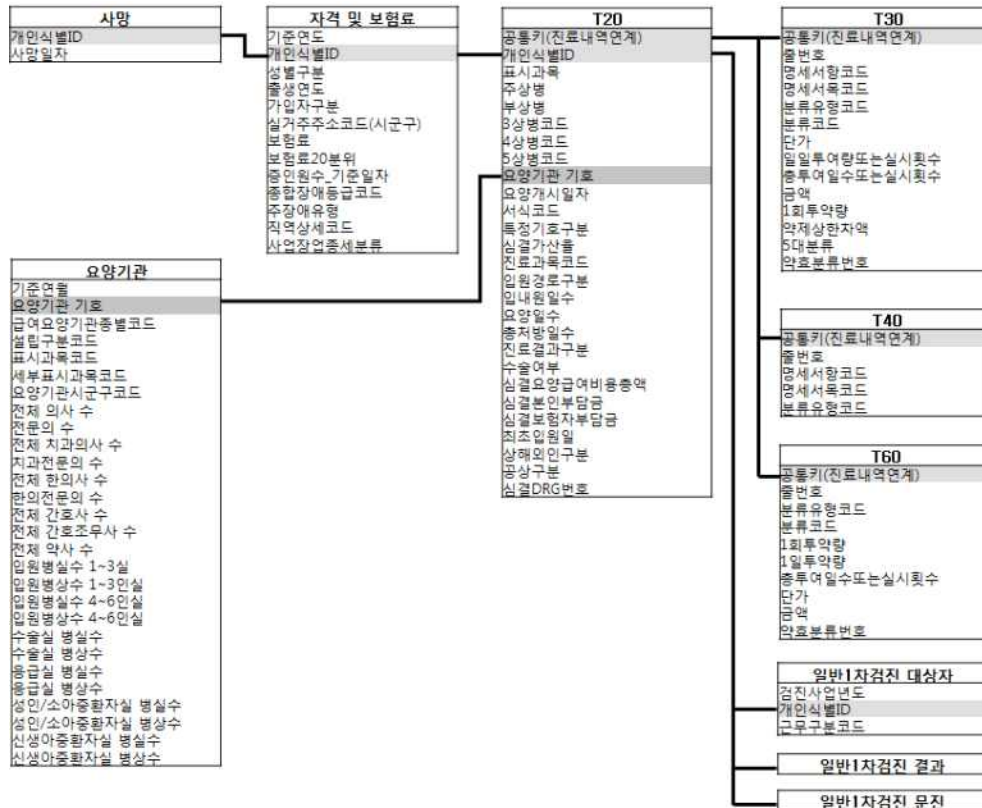 사망
개인식별ID
사망일자
자격 및 보험료
기준연도
개인식별ID
성별구분
출생연도
가입자구분
실거주주소코드(시군구)
보험료
보험료20분위
증인원수_기준일자
종합장애등급코드
주장애유형
직역상세코드
사업장업종세분류
요양기관
기준연월
요양기관 기호
급여요양기관종별코드
설립구분코드
표시과목코드
세부표시과목코드
요양기관시군구코드
전체 의사 수
전문의 수
전체 치과의사 수
치과전문의 수
전체 한의사 수
한의전문의 수
전체 간호사 수
전체 간호조무사 수
전체 약사 수
입원병실수 1~3실
입원병상수 1~3인실
입원병실수 4~6인실
입원병상수 4~6인실
수술실 병실수
수술실 병상수
응급실 병실수
응급실 병상수
성인/소아중환자실 병실수
성인/소아중환자실 병상수
신생아중환자실 병실수
신생아중환자실 병상수
T20
공통키(진료내역연계)
개인식별ID
표시과목
주상병
부상병
3상병코드
4상병코드
5상병코드
요양기관 기호
요양개시일자
서식코드
특정기호구분
심결가산율
진료과목코드
입원경로구분
입내원일수
요양일수
총처방일수
진료결과구분
수술여부
심결요양급여비용총액
심결본인부담금
심결보험자부담금
최초입원일
상해외인구분
공상구분
심결DRG번호
T30
공통키(진료내역연계)
줄번호
명세서항코드
명세서목코드
분류유형코드
분류코드
단가
일일투여량또는실시횟수
총투여일수또는실시횟수
금액
1회투약량
약제상한차액
5대분류
약효분류번호
T40
공통키(진료내역연계)
줄번호
명세서항코드
명세서목코드
분류유형코드
T60
공통키(진료내역연계)
줄번호
분류유형코드
분류코드
1회투약량
1일투약량
총투여일수또는실시횟수
단가
금액
약효분류번호
일반1차검진 대상자
검진사업년도
개인식별ID
근무구분코드
일반1차검진 결과
일반1차검진 문진